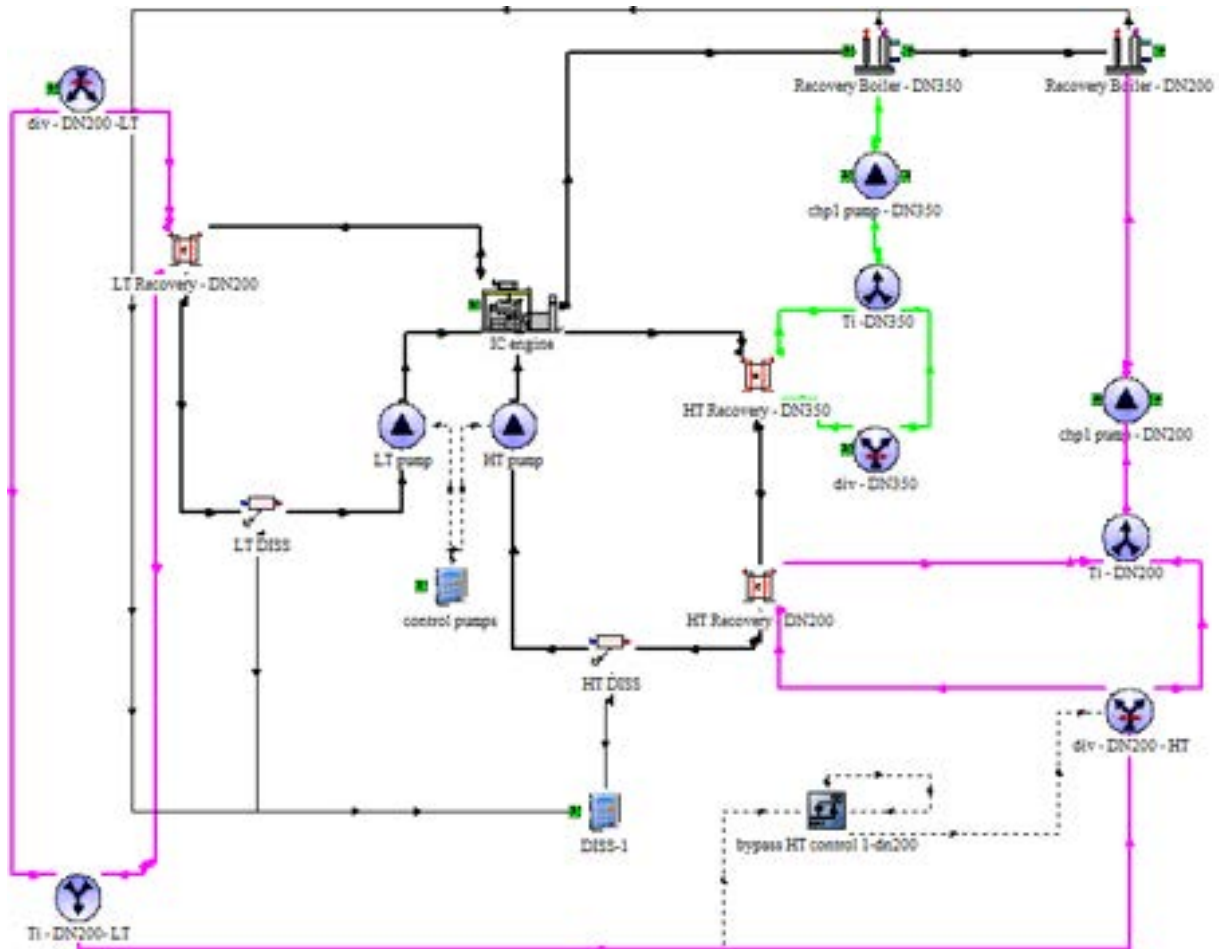 Recovery Boiler - DN350
Recovery Boiler - DN200
div - DN200 -LT
chp1 pump - DN350
LT Recovery - DN200
Ti -DN350
IC engine
HT Recovery - DN350
chp1 pump - DN200
LT pump
HT pump
div - DN350
LT DISS
Ti - DN200
control pumps
HT Recovery - DN200
HT DISS
div - DN200 - HT
DISS-1
bypass HT control 1-dn200
Ti - DN200- LT